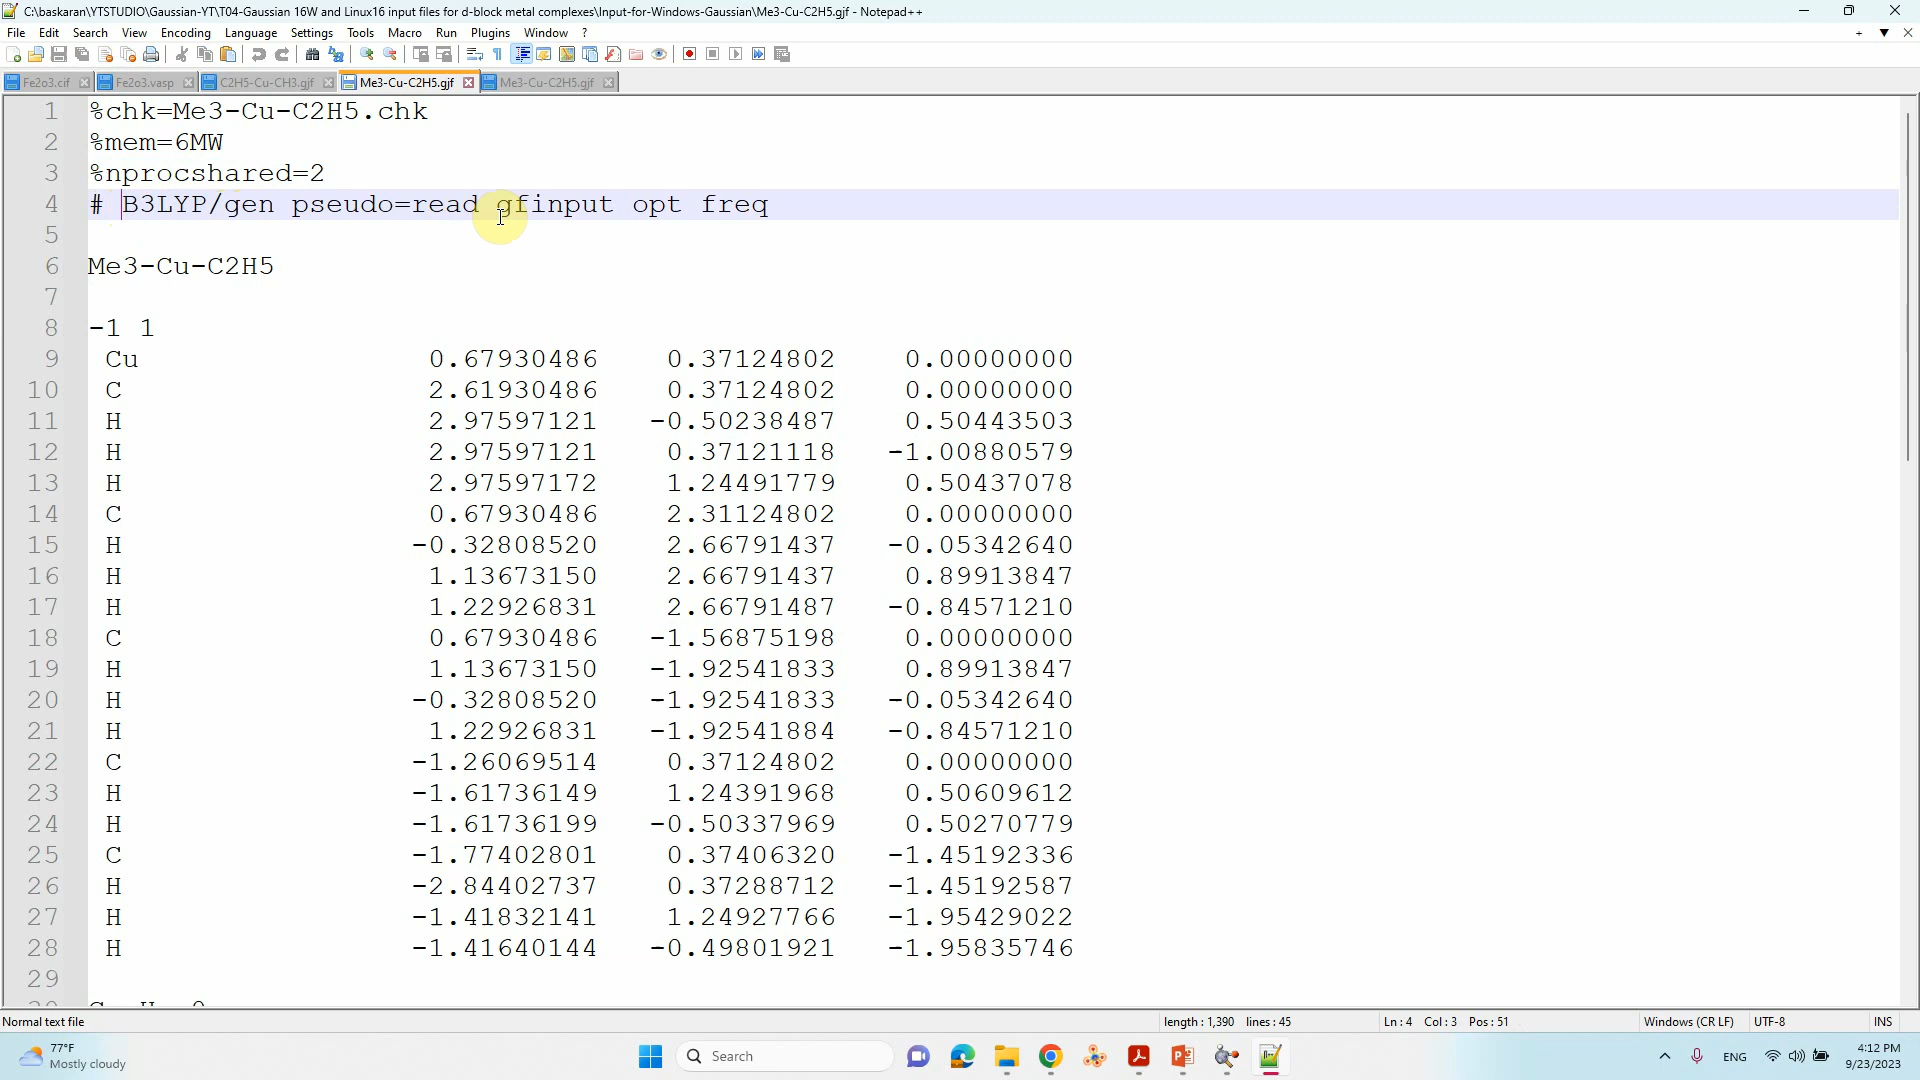 C:\baskaran\YTSTUDIO\Gaussian-YT\T04-Gaussian 16W and Linux16 input files for d-block metal complexes\Input-for-Windows-Gaussian\Me3-Cu-C2H5.gjf - Notepad++
File Edit Search View Encoding Language Settings Tools Macro Run Plugins Window ?
Fe2o3.cif Fe2o3.vasp C2H5-Cu-CH3.gjf Me3-Cu-C2H5.gjf Me3-Cu-C2H5.gjf
1 %chk=Me3-Cu-C2H5.chk
2 %mem=6MW
3 %nprocshared=2
4 # B3LYP/gen pseudo=read gfinput opt freq
5
6 Me3-Cu-C2H5
7
8 -1 1
9 Cu 0.67930486 0.37124802 0.00000000
10 C 2.61930486 0.37124802 0.00000000
11 H 2.97597121 -0.50238487 0.50443503
12 H 2.97597121 0.37121118 -1.00880579
13 H 2.97597172 1.24491779 0.50437078
14 C 0.67930486 2.31124802 0.00000000
15 H -0.32808520 2.66791437 -0.05342640
16 H 1.13673150 2.66791437 0.89913847
17 H 1.22926831 2.66791487 -0.84571210
18 C 0.67930486 -1.56875198 0.00000000
19 H 1.13673150 -1.92541833 0.89913847
20 H -0.32808520 -1.92541833 -0.05342640
21 H 1.22926831 -1.92541884 -0.84571210
22 C -1.26069514 0.37124802 0.00000000
23 H -1.61736149 1.24391968 0.50609612
24 H -1.61736199 -0.50337969 0.50270779
25 C -1.77402801 0.37406320 -1.45192336
26 H -2.84402737 0.37288712 -1.45192587
27 H -1.41832141 1.24927766 -1.95429022
28 H -1.41640144 -0.49801921 -1.95835746
29
Normal text file length : 1,390 lines : 45 Ln : 4 Col : 3 Pos : 51 Windows (CR LF) UTF-8 INS
77°F
Mostly cloudy
Search
ENG
4:12 PM
9/23/2023